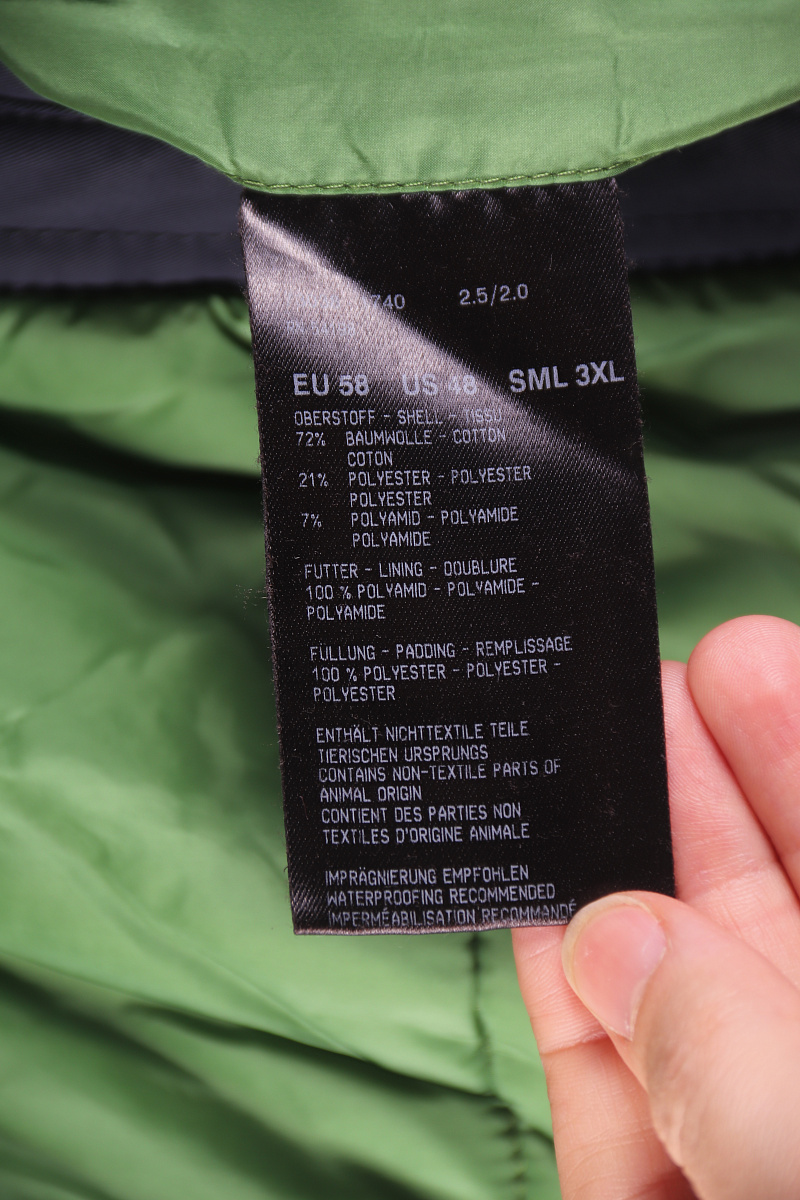 740 2.5/2.0
EU 58 US 48 SML 3XL
OBERSTOFF - SHELL - TISSU
72% BAUMWOLLE - COTTON
COTON
21% POLYESTER - POLYESTER
POLYESTER
7% POLYAMID - POLYAMIDE
POLYAMIDE
FUTTER - LINING - DOUBLURE
100 % POLYAMID - POLYAMIDE -
POLYAMIDE
FÜLLUNG - PADDING - REMPLISSAGE
100 % POLYESTER - POLYESTER -
POLYESTER
ENTHÄLT NICHTTEXTILE TEILE
TIERISCHEN URSPRUNGS
CONTAINS NON-TEXTILE PARTS OF
ANIMAL ORIGIN
CONTIENT DES PARTIES NON
TEXTILES D'ORIGINE ANIMALE
IMPRÄGNIERUNG EMPFOHLEN
WATERPROOFING RECOMMENDED
IMPERMÉABILISATION RECOMMANDÉ